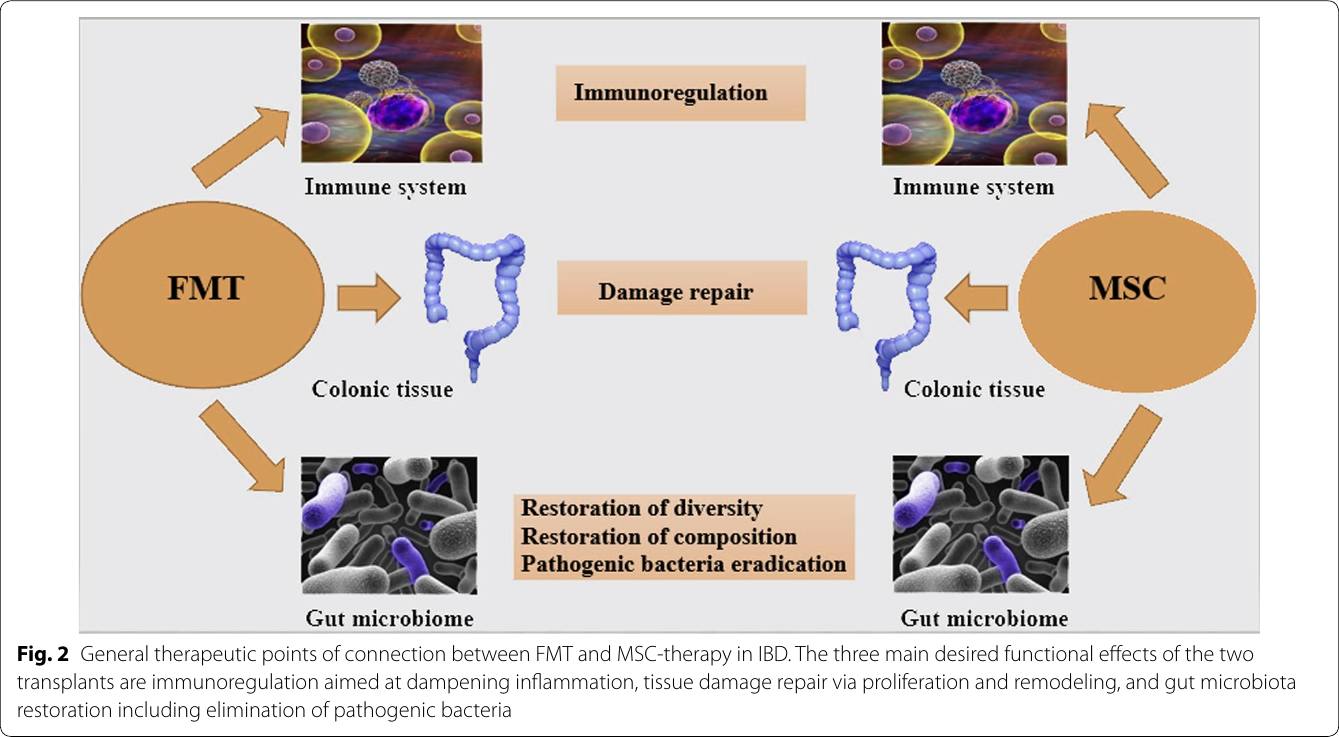 Immunoregulation
Immune system
Immune system
FMT
Damage repair
MSC
Colonic tissue
Colonic tissue
Restoration of diversity
Restoration of composition
Pathogenic bacteria eradication
Gut microbiome
Gut microbiome
Fig. 2 General therapeutic points of connection between FMT and MSC-therapy in IBD. The three main desired functional effects of the two
transplants are immunoregulation aimed at dampening inflammation, tissue damage repair via proliferation and remodeling, and gut microbiota
restoration including elimination of pathogenic bacteria